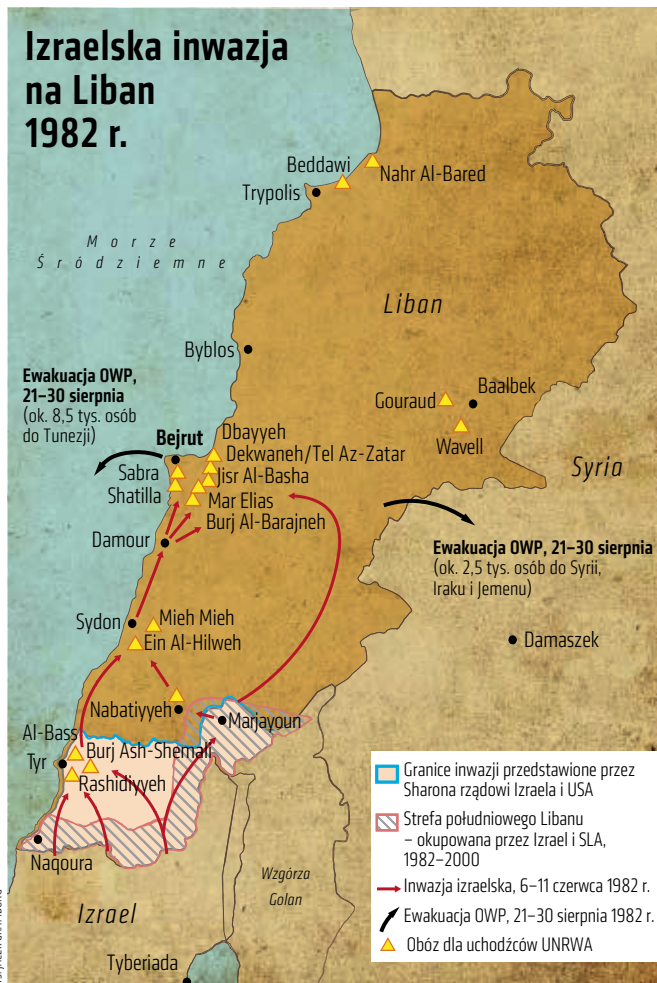 Izraelska inwazja
na Liban
1982 r.
Beddawi
Nahr Al-Bared
Trypolis
Morze
Śródziemne
Liban
Byblos
Ewakuacja OWP,
21–30 sierpnia
(ok. 8,5 tys. osób
do Tunezji)
Gouraud
Baalbek
Wavell
Syria
Bejrut
Dbayyeh
Dekwaneh/Tel Az-Zatar
Sabra
Jisr Al-Basha
Shatilla
Mar Elias
Burj Al-Barajneh
Damour
Ewakuacja OWP, 21–30 sierpnia
(ok. 2,5 tys. osób do Syrii,
Iraku i Jemenu)
Sydon
Mieh Mieh
Ein Al-Hilweh
Damaszek
Nabatiyyeh
Marjayoun
Al-Bass
Burj Ash-Shemali
Tyr
Rashidiyyeh
Naqoura
Izrael
Wzgórza
Golan
Tyberiada
Granice inwazji przedstawione przez
Sharona rządowi Izraela i USA
Strefa południowego Libanu
– okupowana przez Izrael i SLA,
1982–2000
Inwazja izraelska, 6–11 czerwca 1982 r.
Ewakuacja OWP, 21–30 sierpnia 1982 r.
Obóz dla uchodźców UNRWA